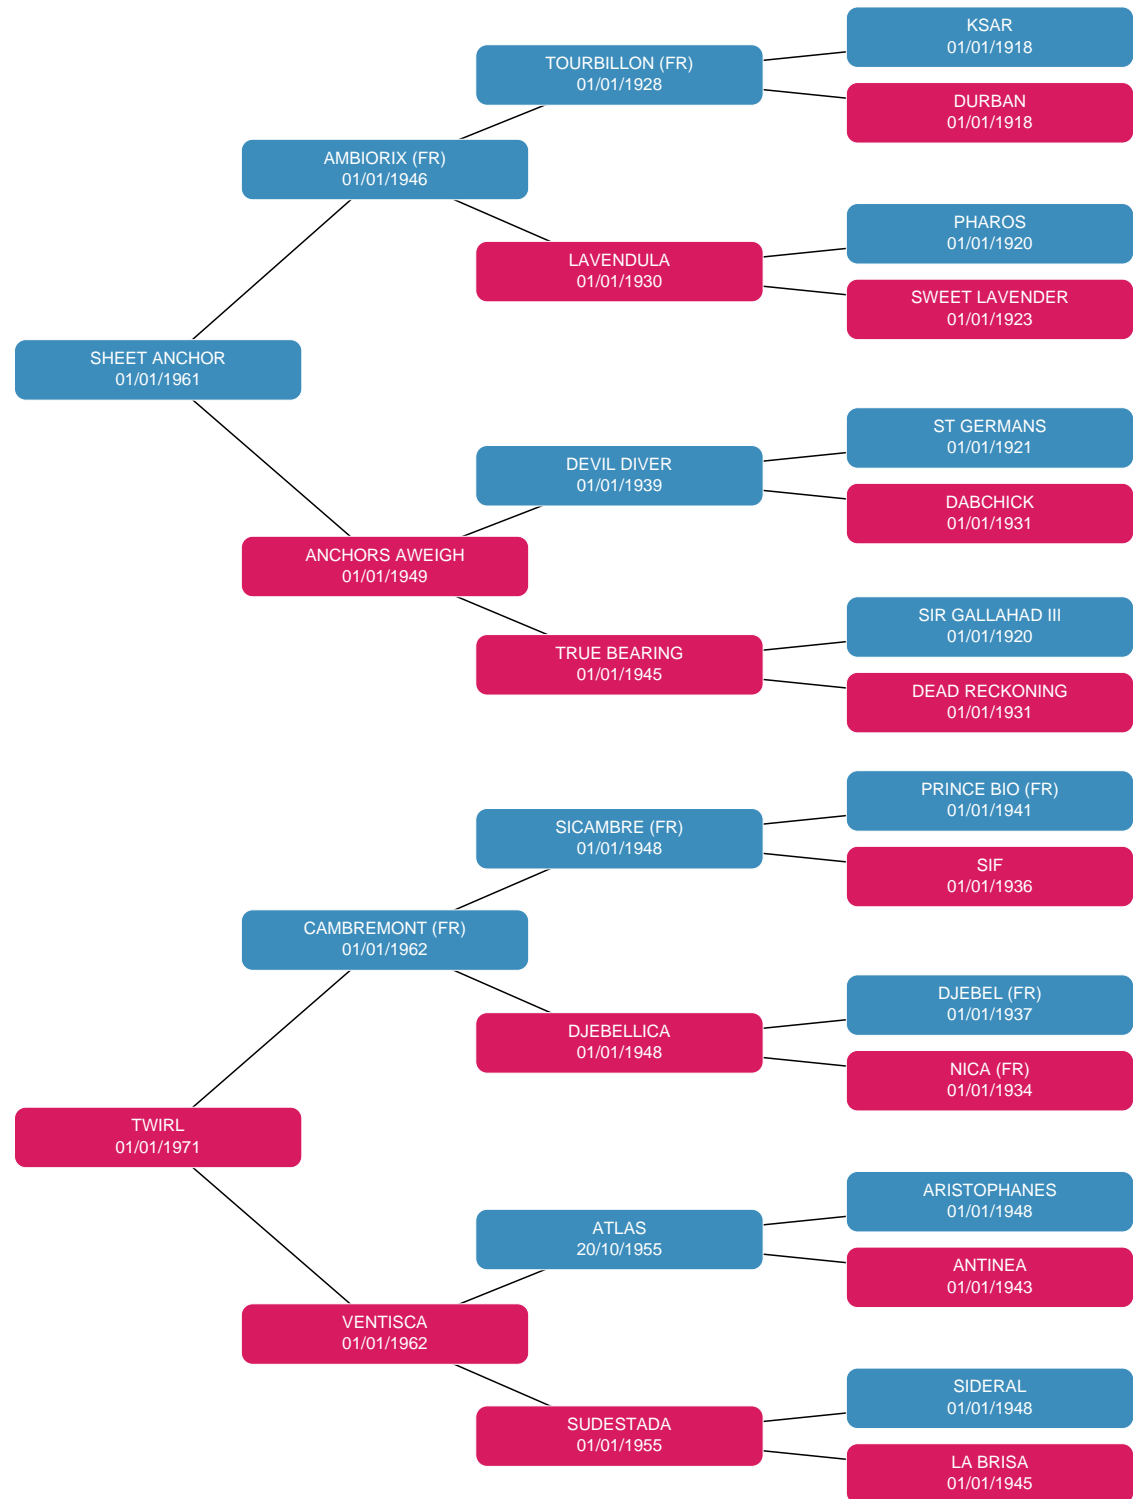 KSAR
01/01/1918
TOURBILLON (FR)
01/01/1928
DURBAN
01/01/1918
AMBIORIX (FR)
01/01/1946
PHAROS
01/01/1920
LAVENDULA
01/01/1930
SWEET LAVENDER
01/01/1923
SHEET ANCHOR
01/01/1961
ST GERMANS
01/01/1921
DEVIL DIVER
01/01/1939
DABCHICK
01/01/1931
ANCHORS AWEIGH
01/01/1949
SIR GALLAHAD III
01/01/1920
TRUE BEARING
01/01/1945
DEAD RECKONING
01/01/1931
PRINCE BIO (FR)
01/01/1941
SICAMBRE (FR)
01/01/1948
SIF
01/01/1936
CAMBREMONT (FR)
01/01/1962
DJEBEL (FR)
01/01/1937
DJEBELLICA
01/01/1948
NICA (FR)
01/01/1934
TWIRL
01/01/1971
ARISTOPHANES
01/01/1948
ATLAS
20/10/1955
ANTINEA
01/01/1943
VENTISCA
01/01/1962
SIDERAL
01/01/1948
SUDESTADA
01/01/1955
LA BRISA
01/01/1945